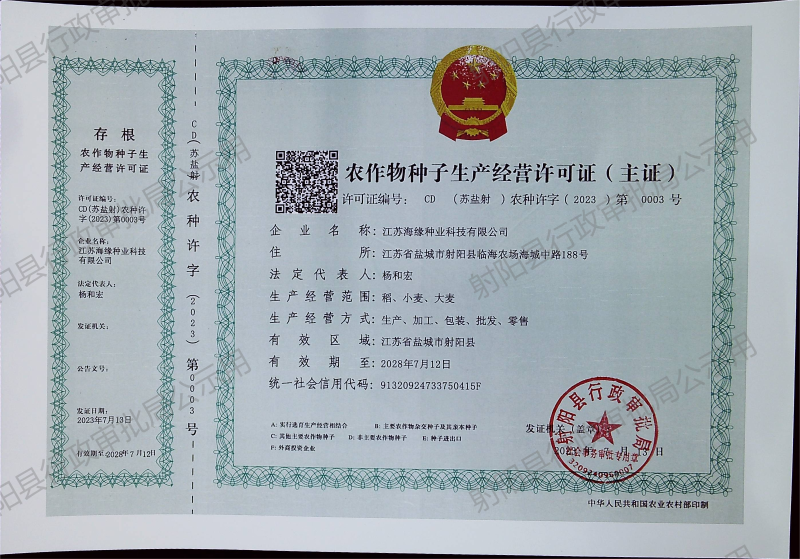 存根
农作物种子生
产经营许可证
许可证编号:
CD(苏盐射)农种许
字(2023)第0003号
企业名称:
江苏海缘种业科技
有限公司
法定代表人:
杨和宏
发证机关:
公告文号:
发证日期:
2023年7月13日
有效期至2028年7月12日
CD(苏盐射)农种许字(2023)第0003号
农作物种子生产经营许可证(主证)
许可证编号: CD (苏盐射 )农种许字( 2023 )第 0003 号
企业名称: 江苏海缘种业科技有限公司
住所: 江苏省盐城市射阳县临海农场海城中路188号
法定代表人: 杨和宏
生产经营范围: 稻、小麦、大麦
生产经营方式: 生产、加工、包装、批发、零售
有效区域: 江苏省盐城市射阳县
有效期至: 2028年7月12日
统一社会信用代码: 91320924733750415F
A: 实行选育生产经营相结合 B: 主要农作物杂交种子及其亲本种子
C: 其他主要农作物种子 D: 非主要农作物种子 E: 种子进出口
F: 外商投资企业
发证机关(盖章)
7月13日
射阳县行政审批局
中华人民共和国农业农村部印制
射阳县行政审批局公示用